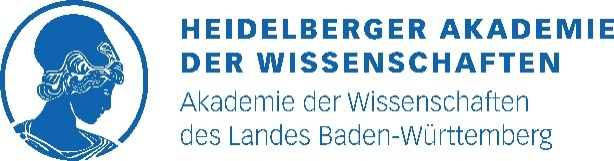 HEIDELBERGER AKADEMIE
DER WISSENSCHAFTEN
Akademie der Wissenschaften
des Landes Baden-Württemberg